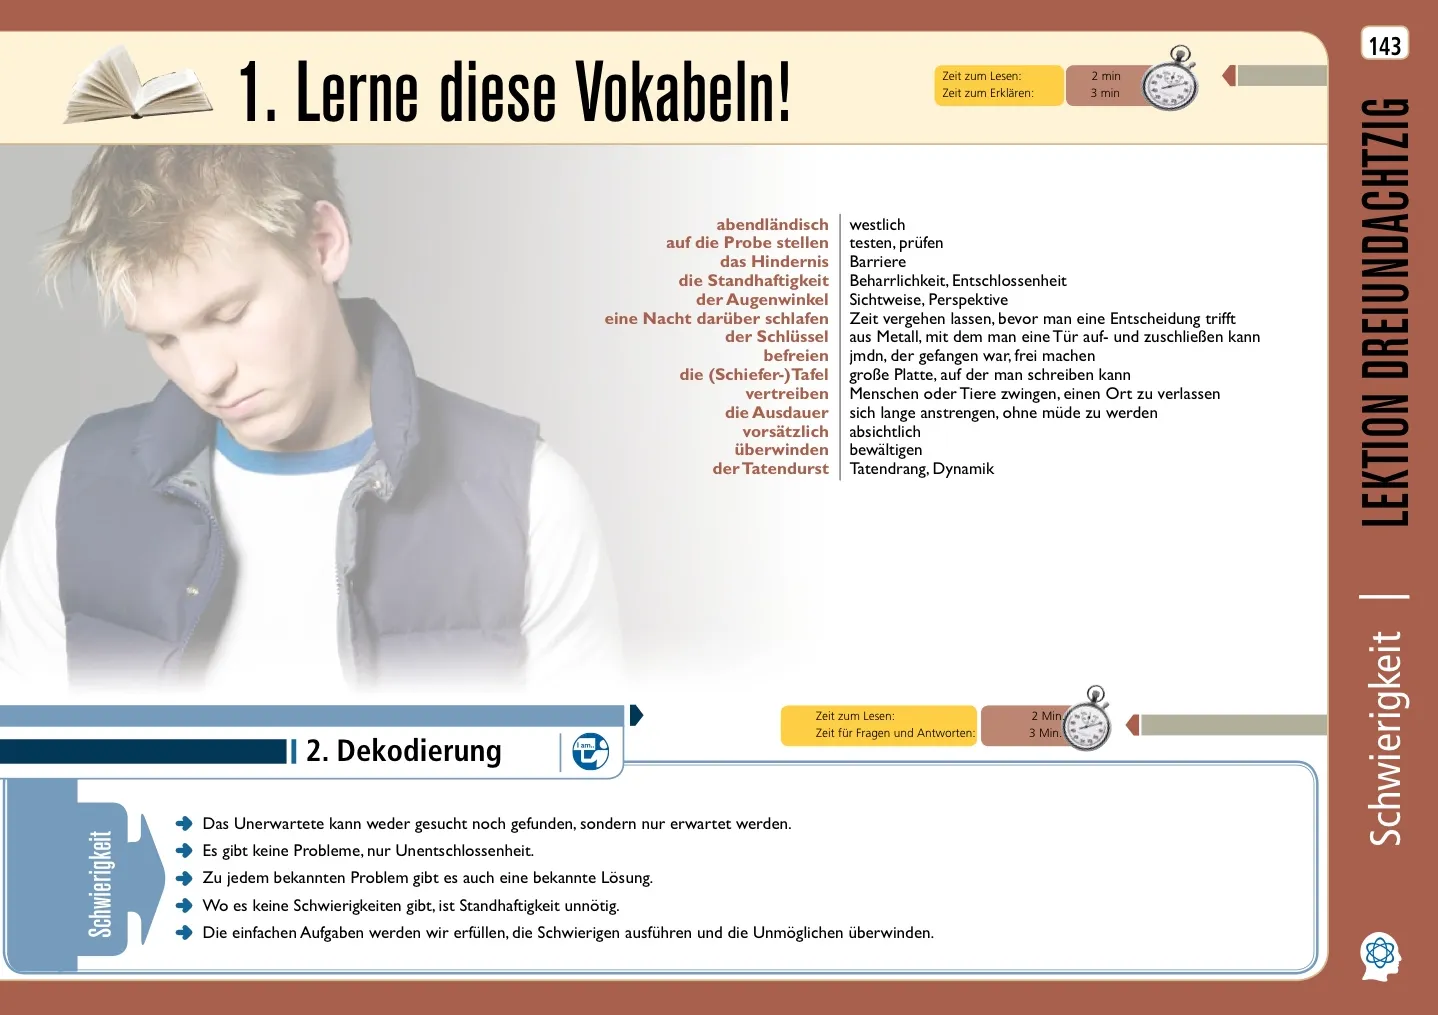 143
1. Lerne diese Vokabeln!
Zeit zum Lesen: 2 min
Zeit zum Erklären: 3 min
abendländisch westlich
auf die Probe stellen testen, prüfen
das Hindernis Barriere
die Standhaftigkeit Beharrlichkeit, Entschlossenheit
der Augenwinkel Sichtweise, Perspektive
eine Nacht darüber schlafen Zeit vergehen lassen, bevor man eine Entscheidung trifft
der Schlüssel aus Metall, mit dem man eine Tür auf- und zuschließen kann
befreien jmdn, der gefangen war, frei machen
die (Schiefer-)Tafel große Platte, auf der man schreiben kann
vertreiben Menschen oder Tiere zwingen, einen Ort zu verlassen
die Ausdauer sich lange anstrengen, ohne müde zu werden
vorsätzlich absichtlich
überwinden bewältigen
der Tatendurst Tatendrang, Dynamik
LEKTION DREIUNDACHTZIG | Schwierigkeit
Zeit zum Lesen: 2 Min.
Zeit für Fragen und Antworten: 3 Min.
2. Dekodierung
I am..
Schwierigkeit
Das Unerwartete kann weder gesucht noch gefunden, sondern nur erwartet werden.
Es gibt keine Probleme, nur Unentschlossenheit.
Zu jedem bekannten Problem gibt es auch eine bekannte Lösung.
Wo es keine Schwierigkeiten gibt, ist Standhaftigkeit unnötig.
Die einfachen Aufgaben werden wir erfüllen, die Schwierigen ausführen und die Unmöglichen überwinden.